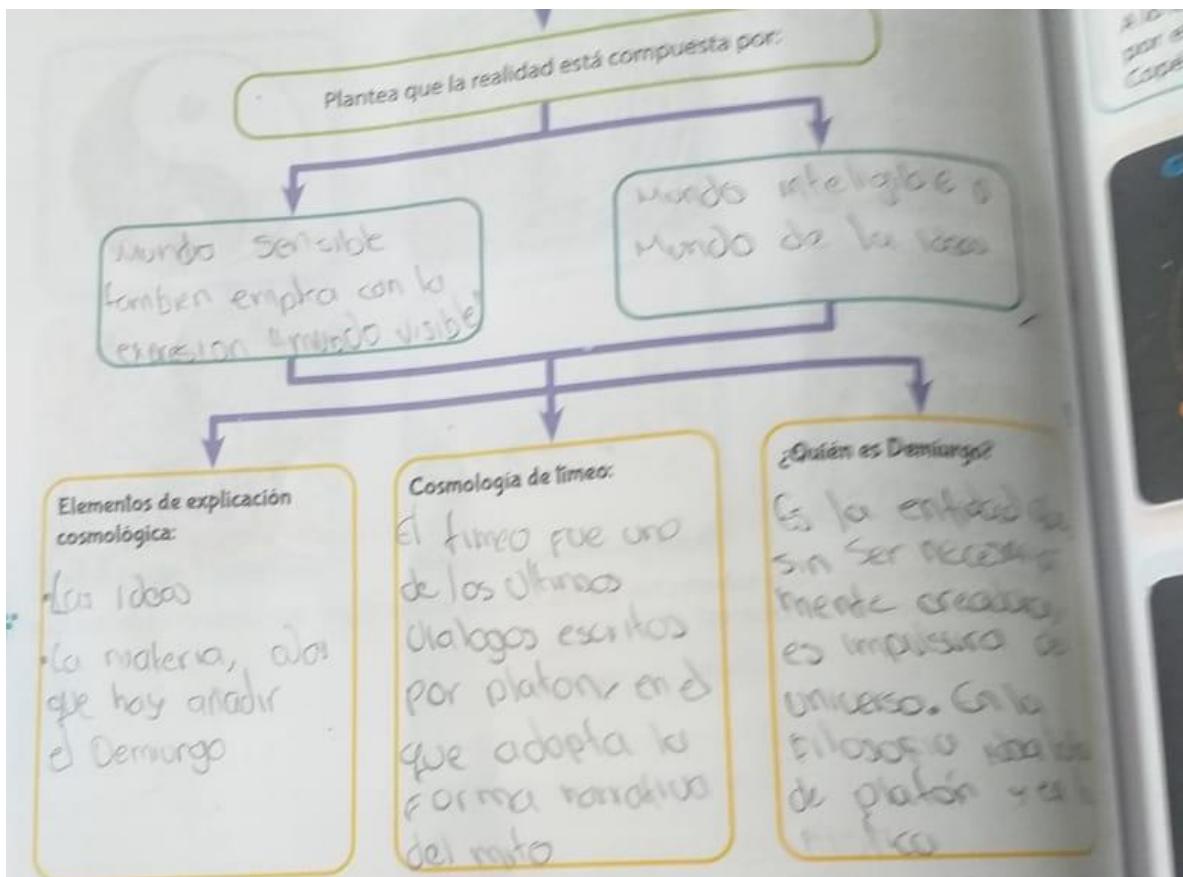 Plantea que la realidad está compuesta por:
Mundo sensible
tambien emplea con la
expresion "mundo visible"
Mundo inteligible o
Mundo de la ideas
Elementos de explicación
cosmológica:
•Las ideas
•La materia, a las
que hay añadir
el Demiurgo
Cosmología de timeo:
El timeo fue uno
de los ultimos
dialogos escritos
por platon, en el
que adopta la
forma narrativa
del mito
¿Quién es Demiurgo?
Es la entidad
sin ser necesaria
mente creadora,
es impulsora
universo. En la
Filosofia
de platón y en